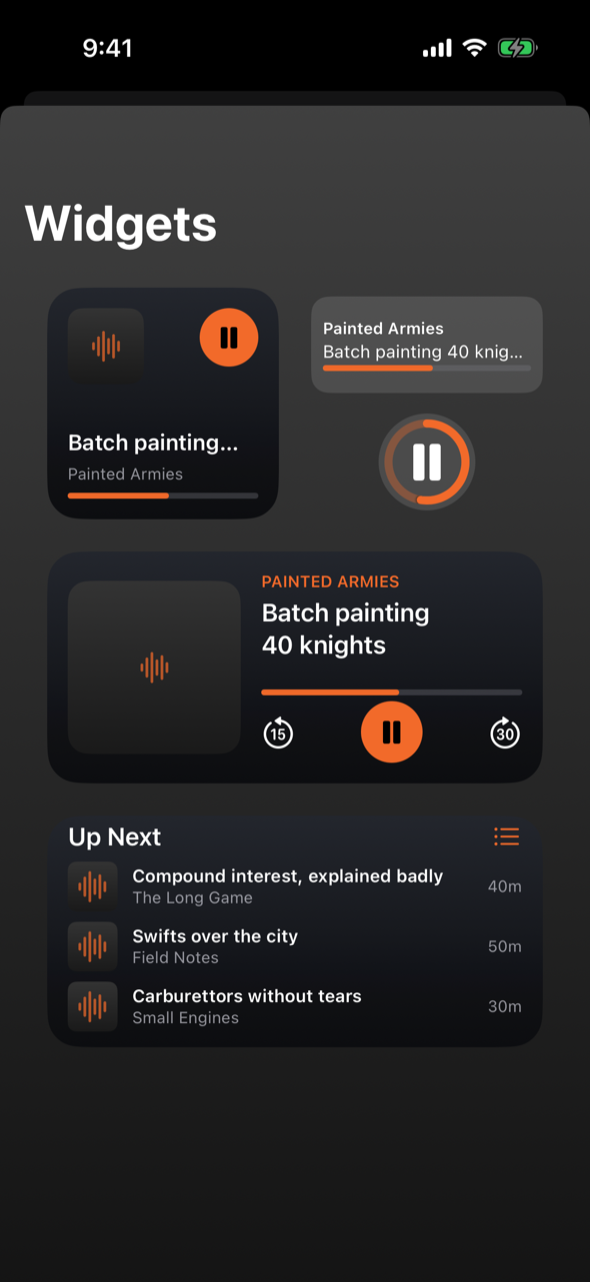 9:41
Widgets
Batch painting...
Painted Armies
Painted Armies
Batch painting 40 knig...
PAINTED ARMIES
Batch painting
40 knights
15
30
Up Next
Compound interest, explained badly
The Long Game
40m
Swifts over the city
Field Notes
50m
Carburettors without tears
Small Engines
30m